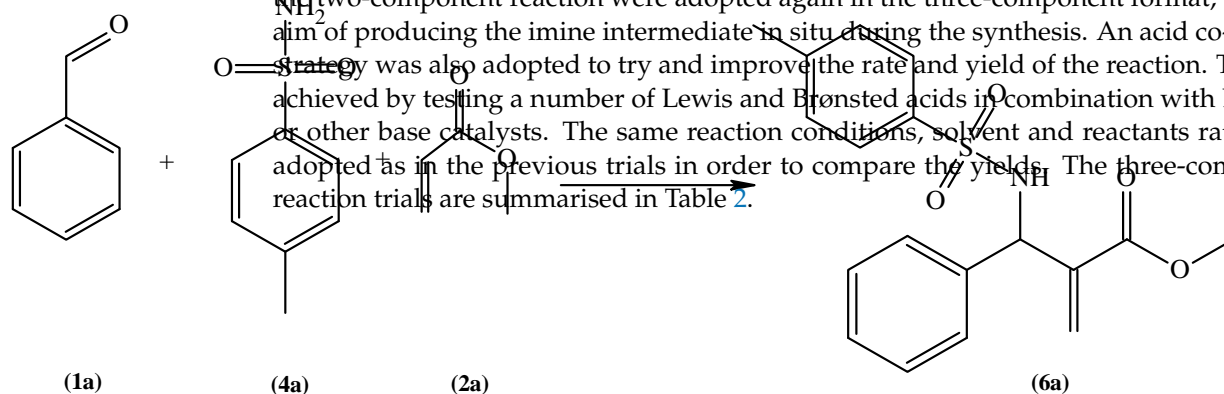 two-component reaction were adopted again in the three-component format,
aim of producing the imine intermediate in situ during the synthesis. An acid co-
strategy was also adopted to try and improve the rate and yield of the reaction. T
achieved by testing a number of Lewis and Brønsted acids in combination with
or other base catalysts. The same reaction conditions, solvent and reactants ra
adopted as in the previous trials in order to compare the yields. The three-con
reaction trials are summarised in Table 2.
O
NH2
O S O
O
O
+
+
O
S
O
NH
O
O
(1a) (4a) (2a) (6a)